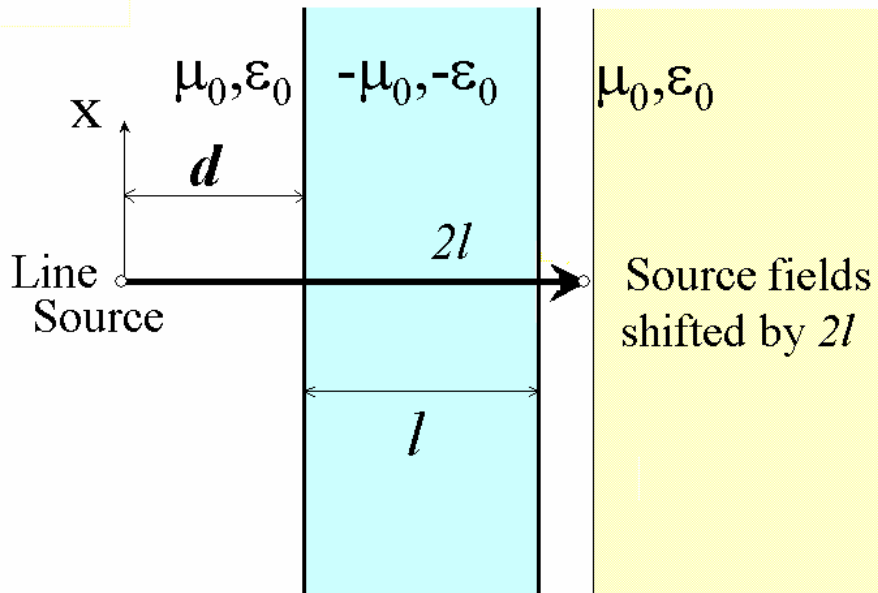 μ₀,ε₀
-μ₀,-ε₀
μ₀,ε₀
x
d
2l
Line
Source
Source fields
shifted by 2l
l